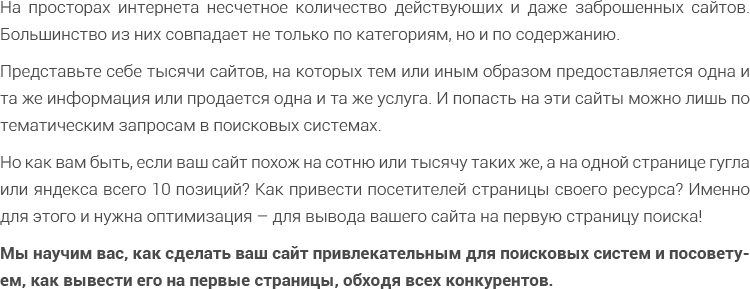 На просторах интернета несчетное количество действующих и даже заброшенных сайтов.
Большинство из них совпадает не только по категориям, но и по содержанию.
Представьте себе тысячи сайтов, на которых тем или иным образом предоставляется одна и
та же информация или продается одна и та же услуга. И попасть на эти сайты можно лишь по
тематическим запросам в поисковых системах.
Но как вам быть, если ваш сайт похож на сотню или тысячу таких же, а на одной странице гугла
или яндекса всего 10 позиций? Как привести посетителей страницы своего ресурса? Именно
для этого и нужна оптимизация – для вывода вашего сайта на первую страницу поиска!
Мы научим вас, как сделать ваш сайт привлекательным для поисковых систем и посовету-
ем, как вывести его на первые страницы, обходя всех конкурентов.